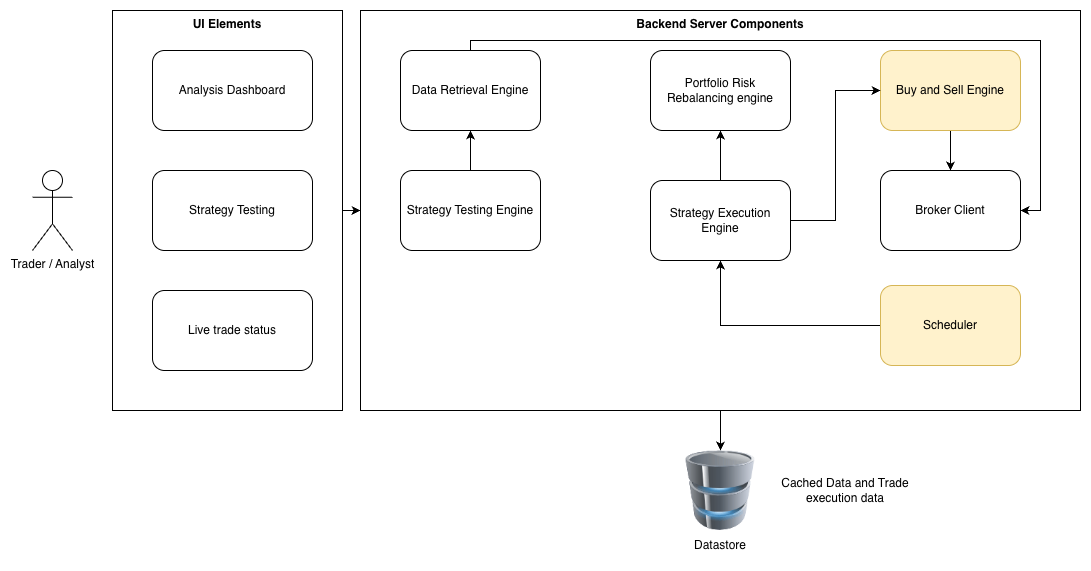 UI Elements
Backend Server Components
Analysis Dashboard
Data Retrieval Engine
Portfolio Risk
Rebalancing engine
Buy and Sell Engine
Strategy Testing
Strategy Testing Engine
Strategy Execution
Engine
Broker Client
Trader / Analyst
Live trade status
Scheduler
Cached Data and Trade
execution data
Datastore